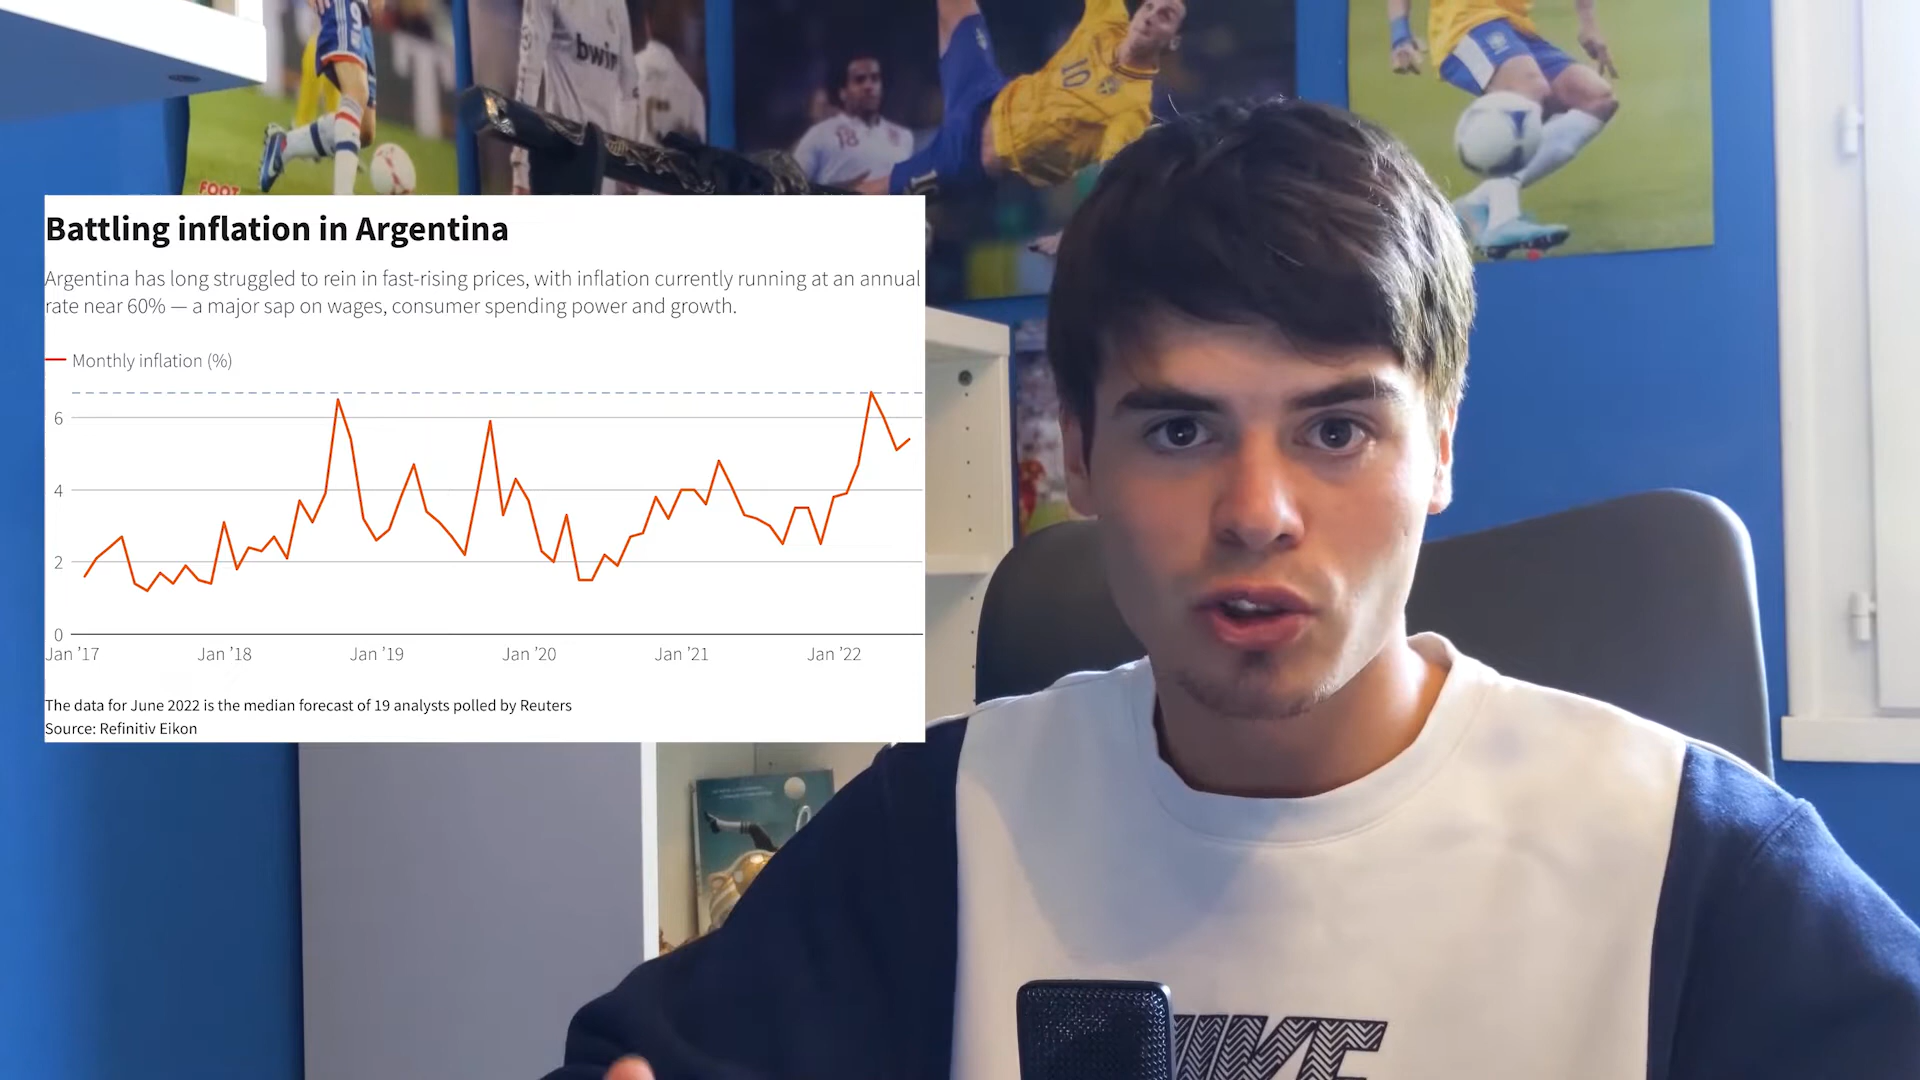 9
bwin
18
10
FOOT
Battling inflation in Argentina
Argentina has long struggled to rein in fast-rising prices, with inflation currently running at an annual
rate near 60% — a major sap on wages, consumer spending power and growth.
Monthly inflation (%)
6
4
2
0
Jan ’17 Jan ’18 Jan ’19 Jan ’20 Jan ’21 Jan ’22
The data for June 2022 is the median forecast of 19 analysts polled by Reuters
Source: Refinitiv Eikon
NIKE